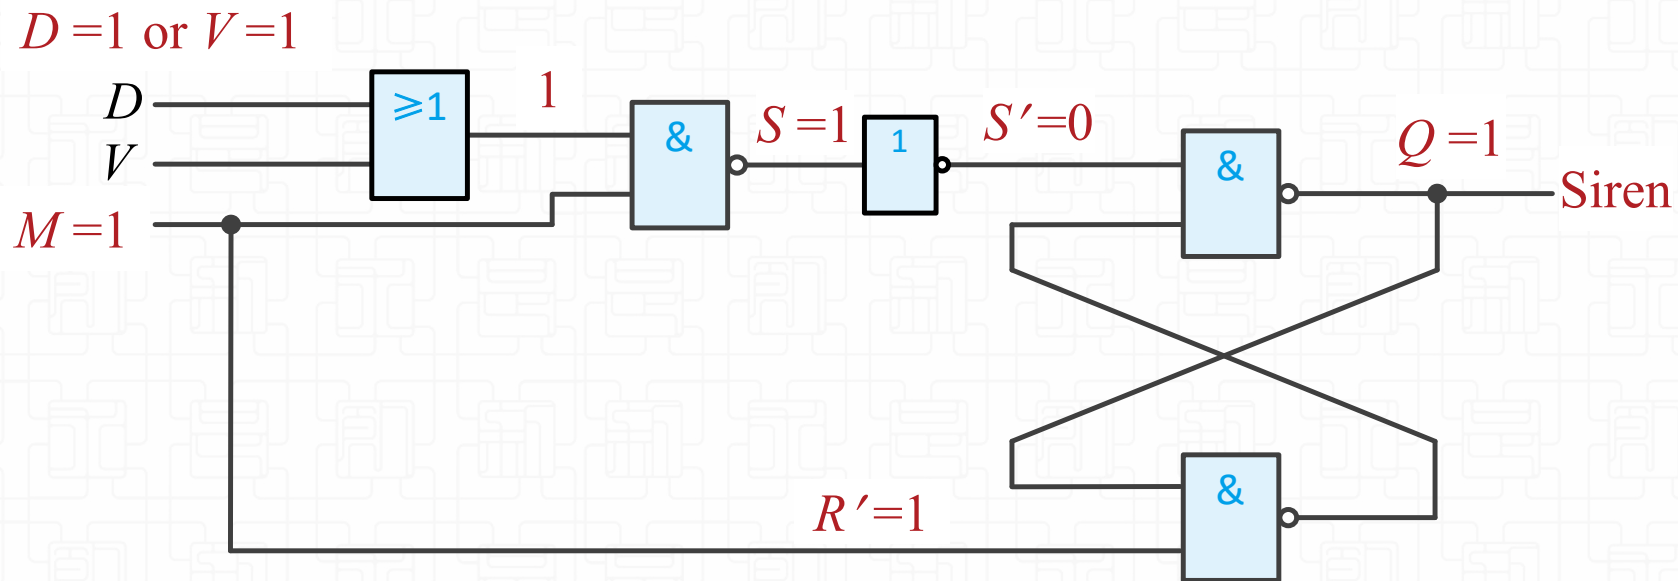 D =1 or V =1
D
≥1
1
V
&
S =1
1
S′=0
&
Q =1
Siren
M =1
&
R′=1